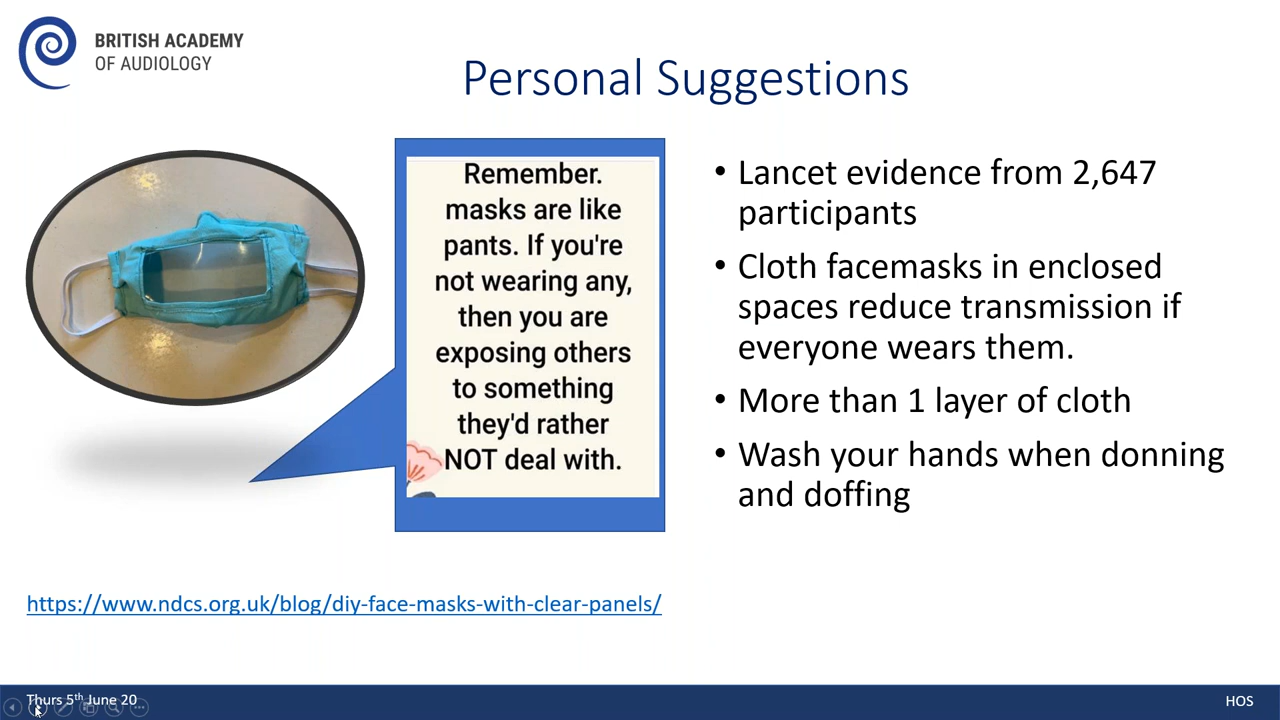 BRITISH ACADEMY
OF AUDIOLOGY
Personal Suggestions
Remember.
masks are like
pants. If you're
not wearing any,
then you are
exposing others
to something
they'd rather
NOT deal with.
• Lancet evidence from 2,647
participants
• Cloth facemasks in enclosed
spaces reduce transmission if
everyone wears them.
• More than 1 layer of cloth
• Wash your hands when donning
and doffing
https://www.ndcs.org.uk/blog/diy-face-masks-with-clear-panels/
Thurs 5th June 20
HOS